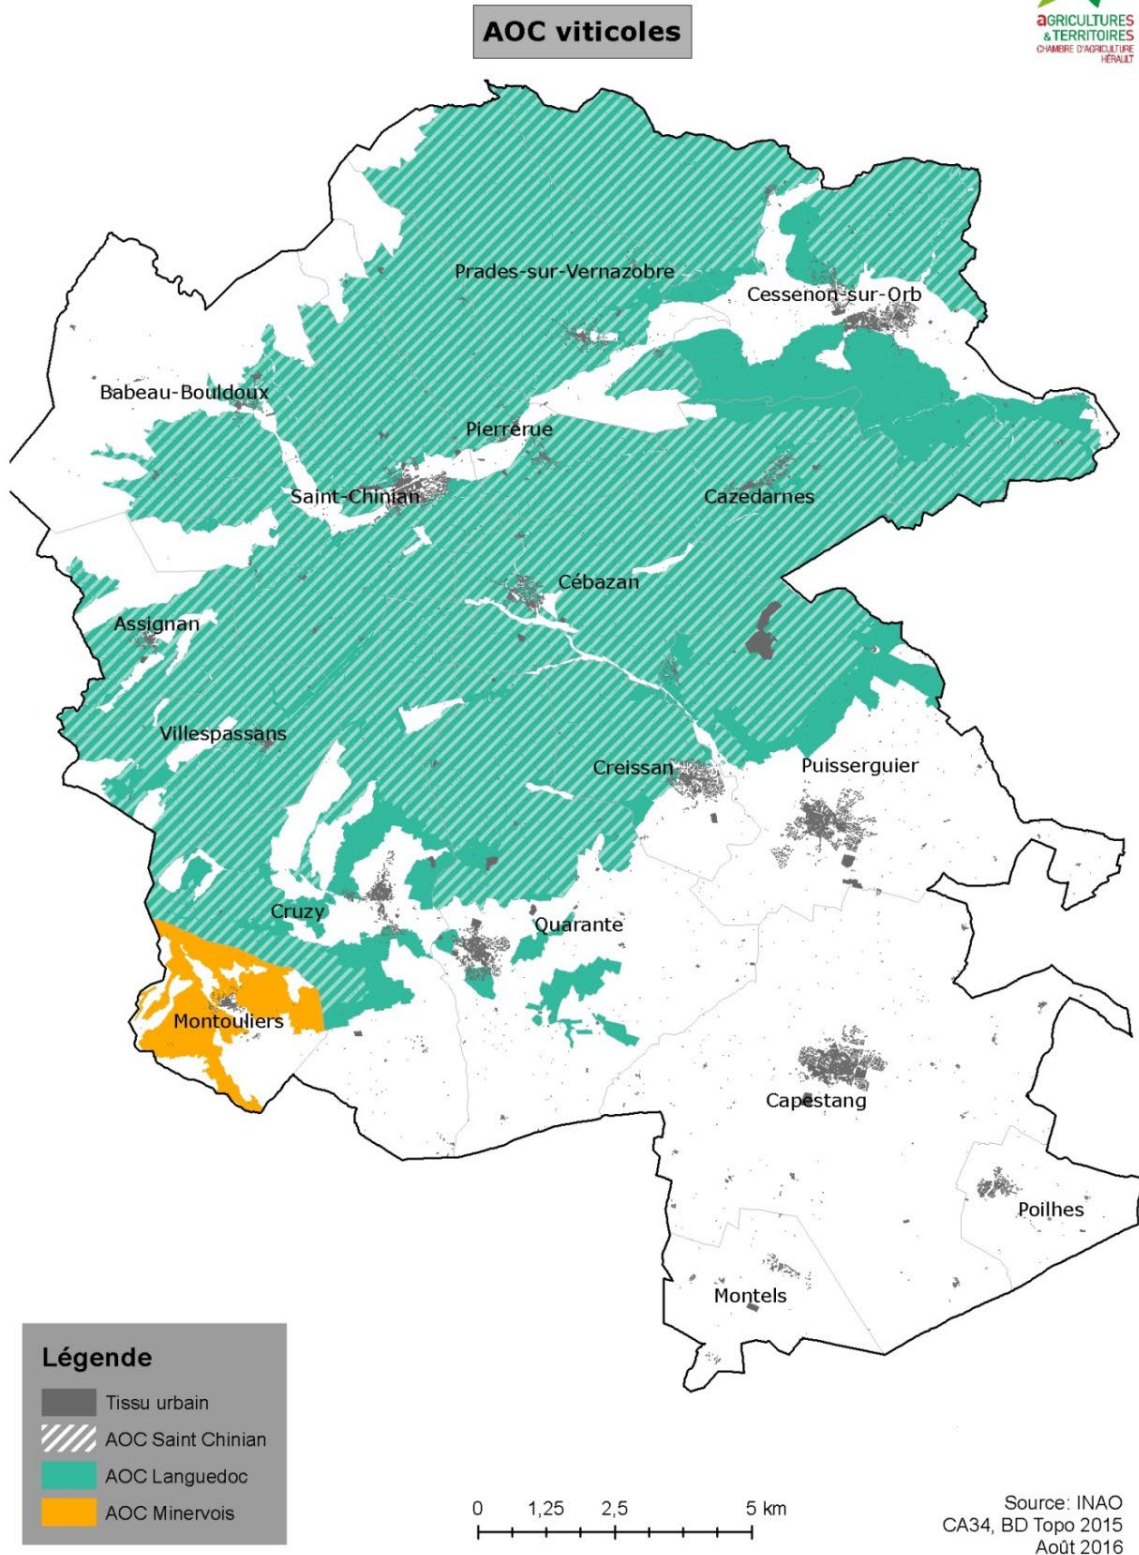 AOC viticoles
aGRICULTURES
& TERRITOIRES
CHAMBRE D'AGRICULTURE
HÉRAULT
Prades-sur-Vernazobre
Cessenon-sur-Orb
Babeau-Bouldoux
Pierrerue
Saint-Chinian
Cazedarnes
Cébazan
Assignan
Villespassans
Creissan
Puisserguier
Cruzy
Quarante
Montouliers
Capestang
Poilhes
Montels
Légende
Tissu urbain
AOC Saint Chinian
AOC Languedoc
AOC Minervois
0 1,25 2,5 5 km
Source: INAO
CA34, BD Topo 2015
Août 2016